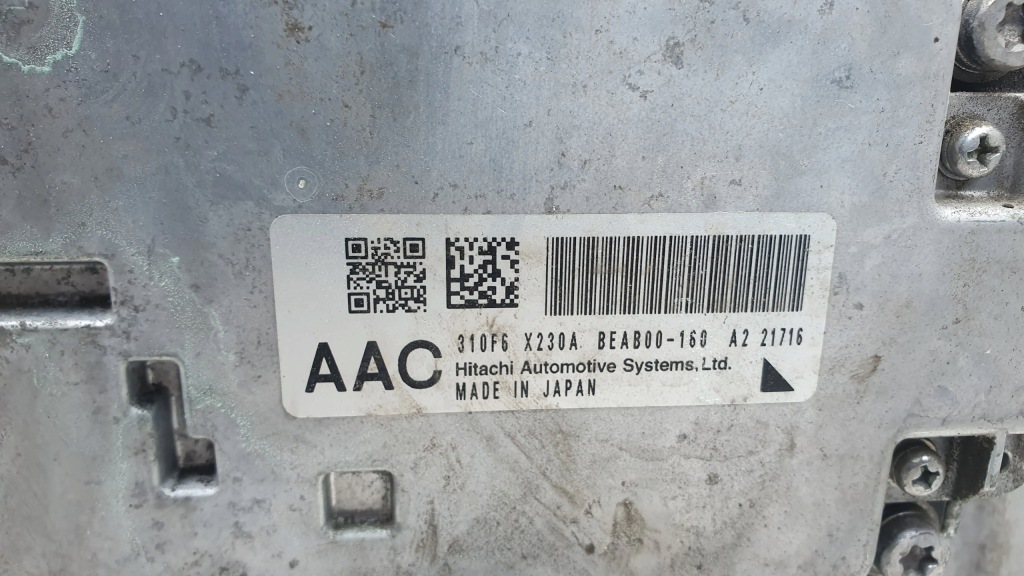 310F6 X230A BEAB00-160 A2 21716
AAC
Hitachi Automotive Systems, Ltd.
MADE IN JAPAN